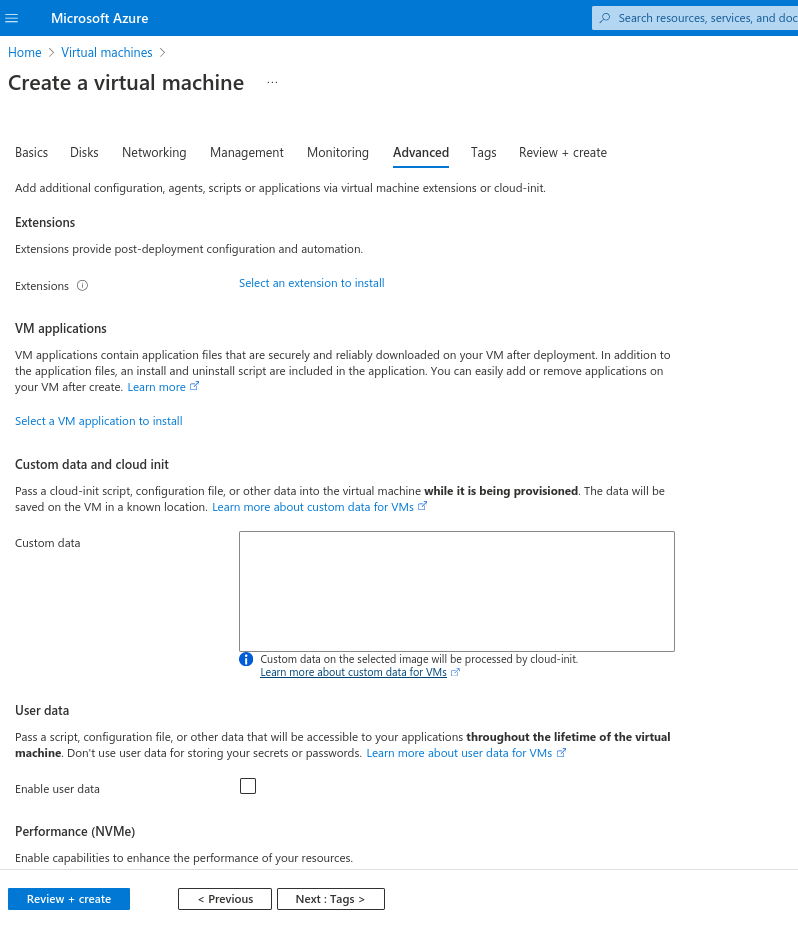 Microsoft Azure
Search resources, services, and doc
Home > Virtual machines >
Create a virtual machine ...
Basics Disks Networking Management Monitoring Advanced Tags Review + create
Add additional configuration, agents, scripts or applications via virtual machine extensions or cloud-init.
Extensions
Extensions provide post-deployment configuration and automation.
Extensions
Select an extension to install
VM applications
VM applications contain application files that are securely and reliably downloaded on your VM after deployment. In addition to
the application files, an install and uninstall script are included in the application. You can easily add or remove applications on
your VM after create. Learn more
Select a VM application to install
Custom data and cloud init
Pass a cloud-init script, configuration file, or other data into the virtual machine while it is being provisioned. The data will be
saved on the VM in a known location. Learn more about custom data for VMs
Custom data
Custom data on the selected image will be processed by cloud-init.
Learn more about custom data for VMs
User data
Pass a script, configuration file, or other data that will be accessible to your applications throughout the lifetime of the virtual
machine. Don't use user data for storing your secrets or passwords. Learn more about user data for VMs
Enable user data
Performance (NVMe)
Enable capabilities to enhance the performance of your resources.
Review + create
< Previous
Next : Tags >